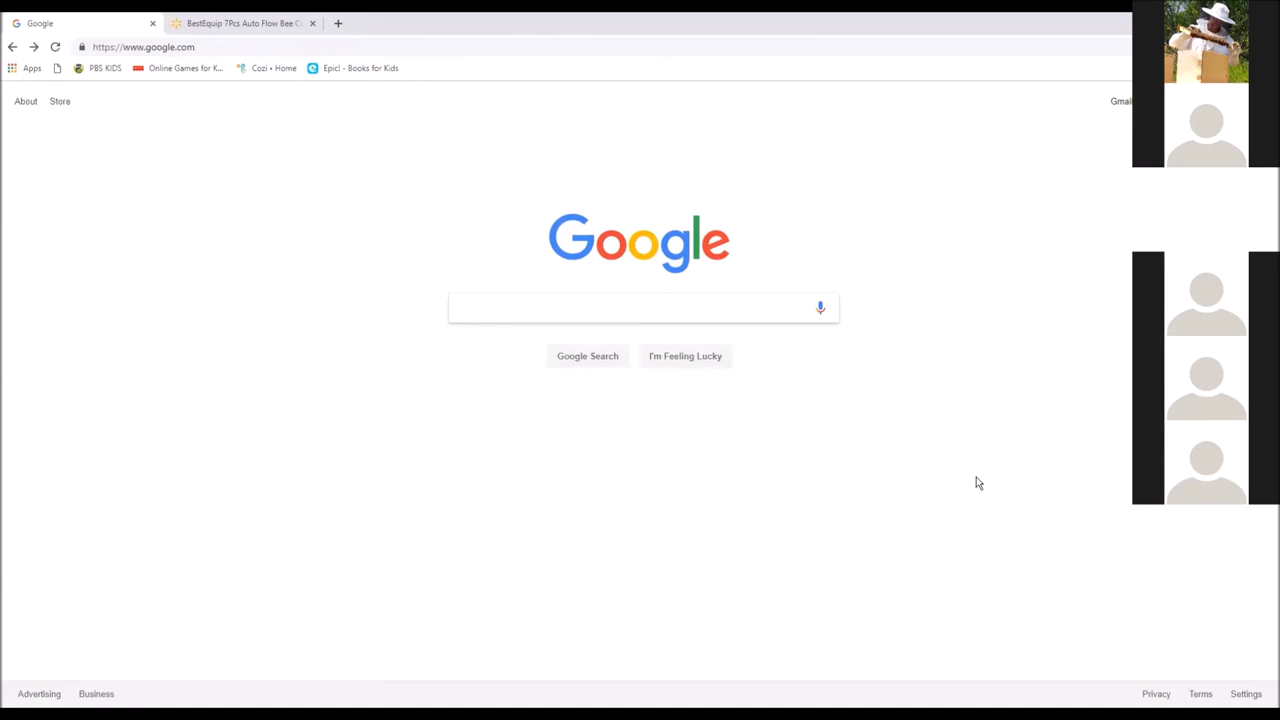 Google
BestEquip 7Pcs Auto Flow Bee C
https://www.google.com
Apps PBS KIDS Online Games for K... Cozi • Home Epic! - Books for Kids
About Store
Gmail
Google
Google Search I'm Feeling Lucky
Advertising Business
Privacy Terms Settings